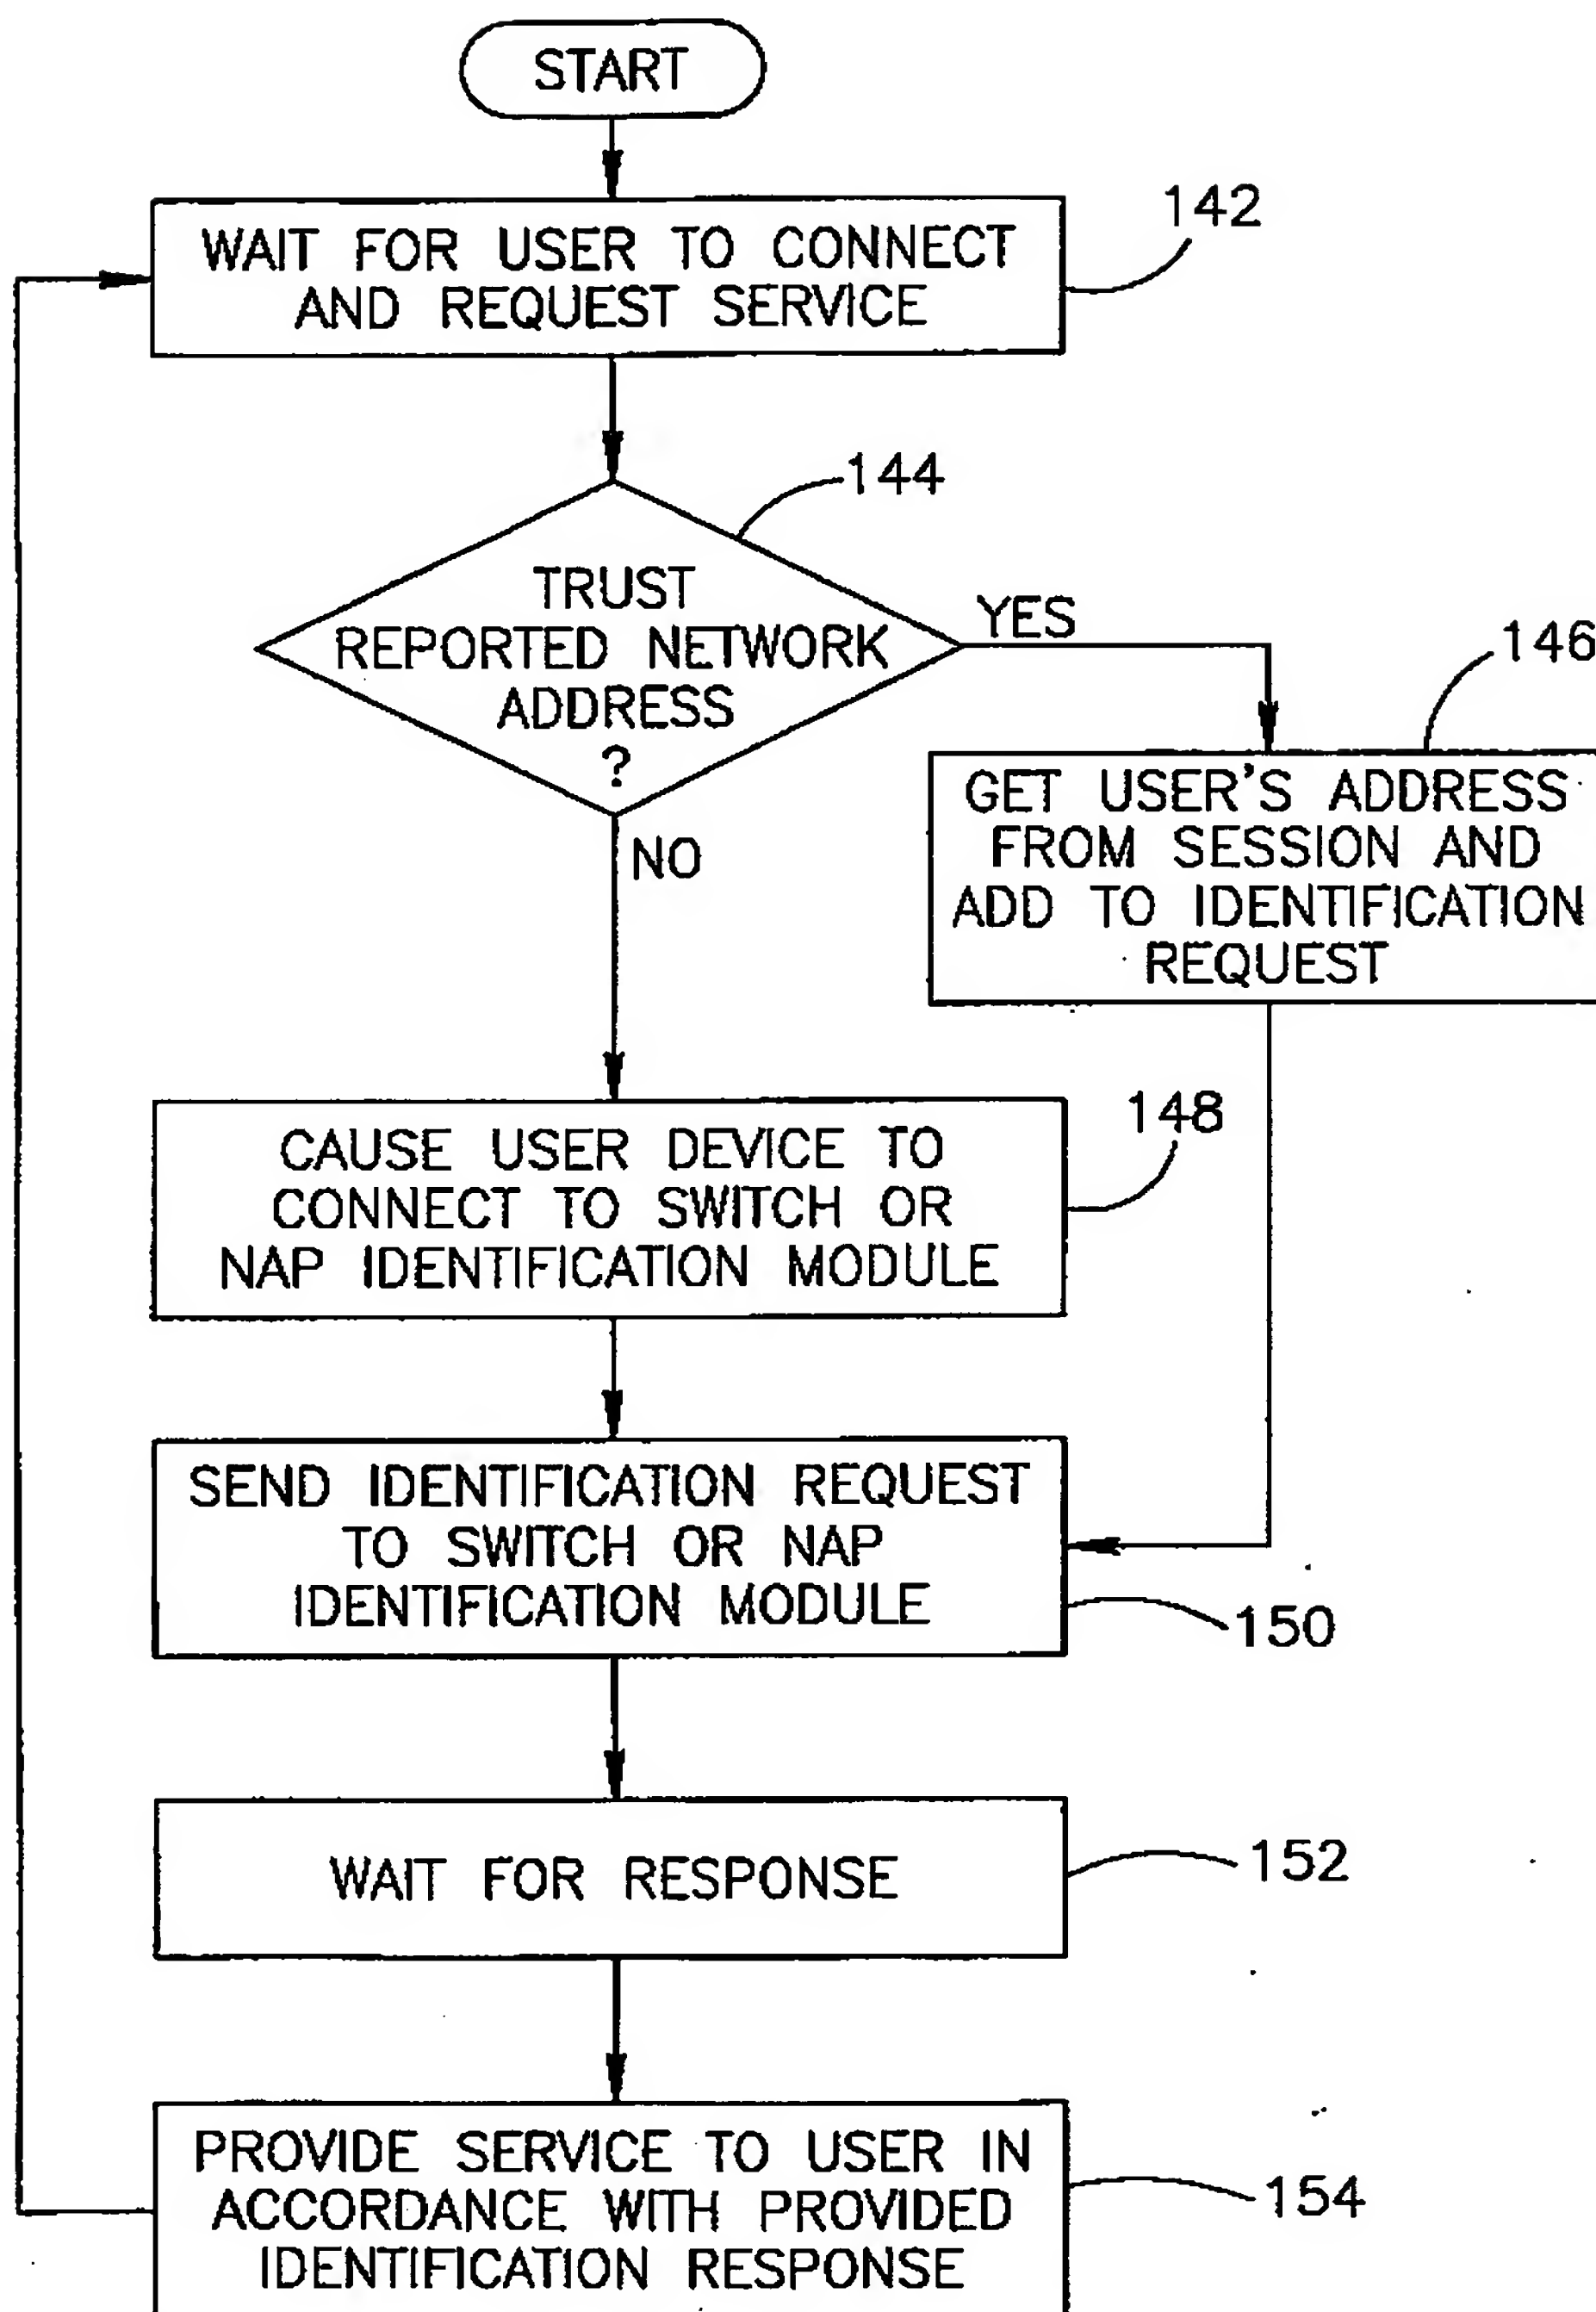 START
142
WAIT FOR USER TO CONNECT
AND REQUEST SERVICE
144
TRUST
REPORTED NETWORK
ADDRESS
?
YES
146
GET USER'S ADDRESS
FROM SESSION AND
ADD TO IDENTIFICATION
REQUEST
NO
148
CAUSE USER DEVICE TO
CONNECT TO SWITCH OR
NAP IDENTIFICATION MODULE
SEND IDENTIFICATION REQUEST
TO SWITCH OR NAP
IDENTIFICATION MODULE
150
WAIT FOR RESPONSE
152
PROVIDE SERVICE TO USER IN
ACCORDANCE WITH PROVIDED
IDENTIFICATION RESPONSE
154